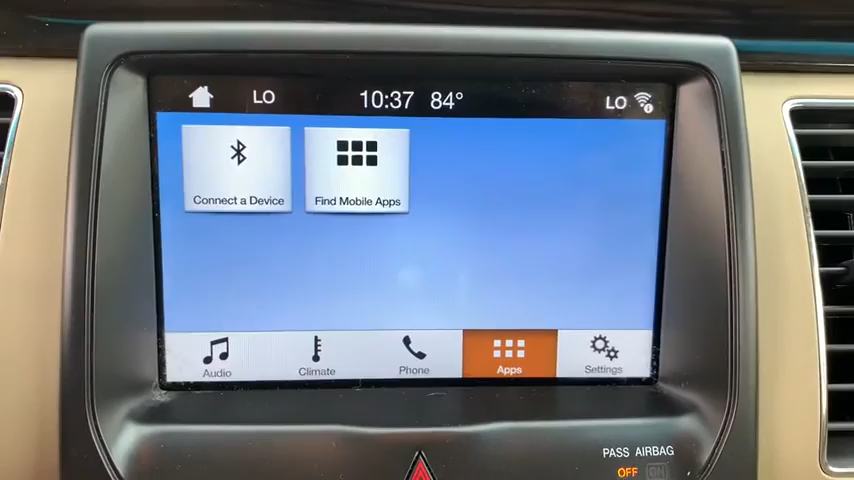 LO 10:37 84° LO
Connect a Device
Find Mobile Apps
Audio
Climate
Phone
Apps
Settings
PASS AIRBAG
OFF ON